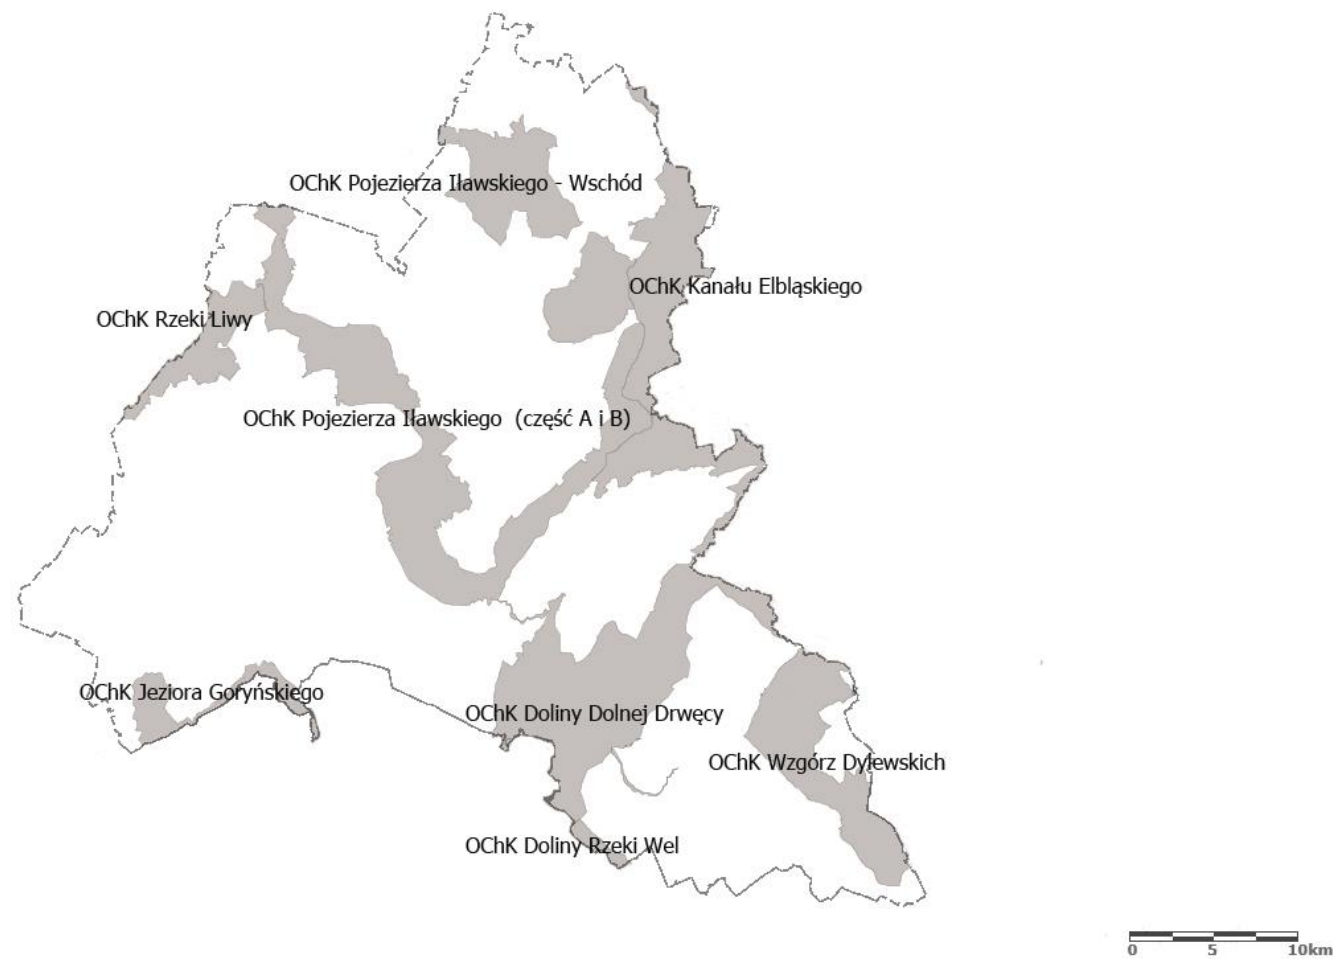 OChK Pojezierza Iławskiego - Wschód
OChK Kanału Elbląskiego
OChK Rzeki Liwy
OChK Pojezierza Iławskiego (część A i B)
OChK Jeziora Goryńskiego
OChK Doliny Dolnej Drwęcy
OChK Wzgórz Dylewskich
OChK Doliny Rzeki Wel
0 5 10km